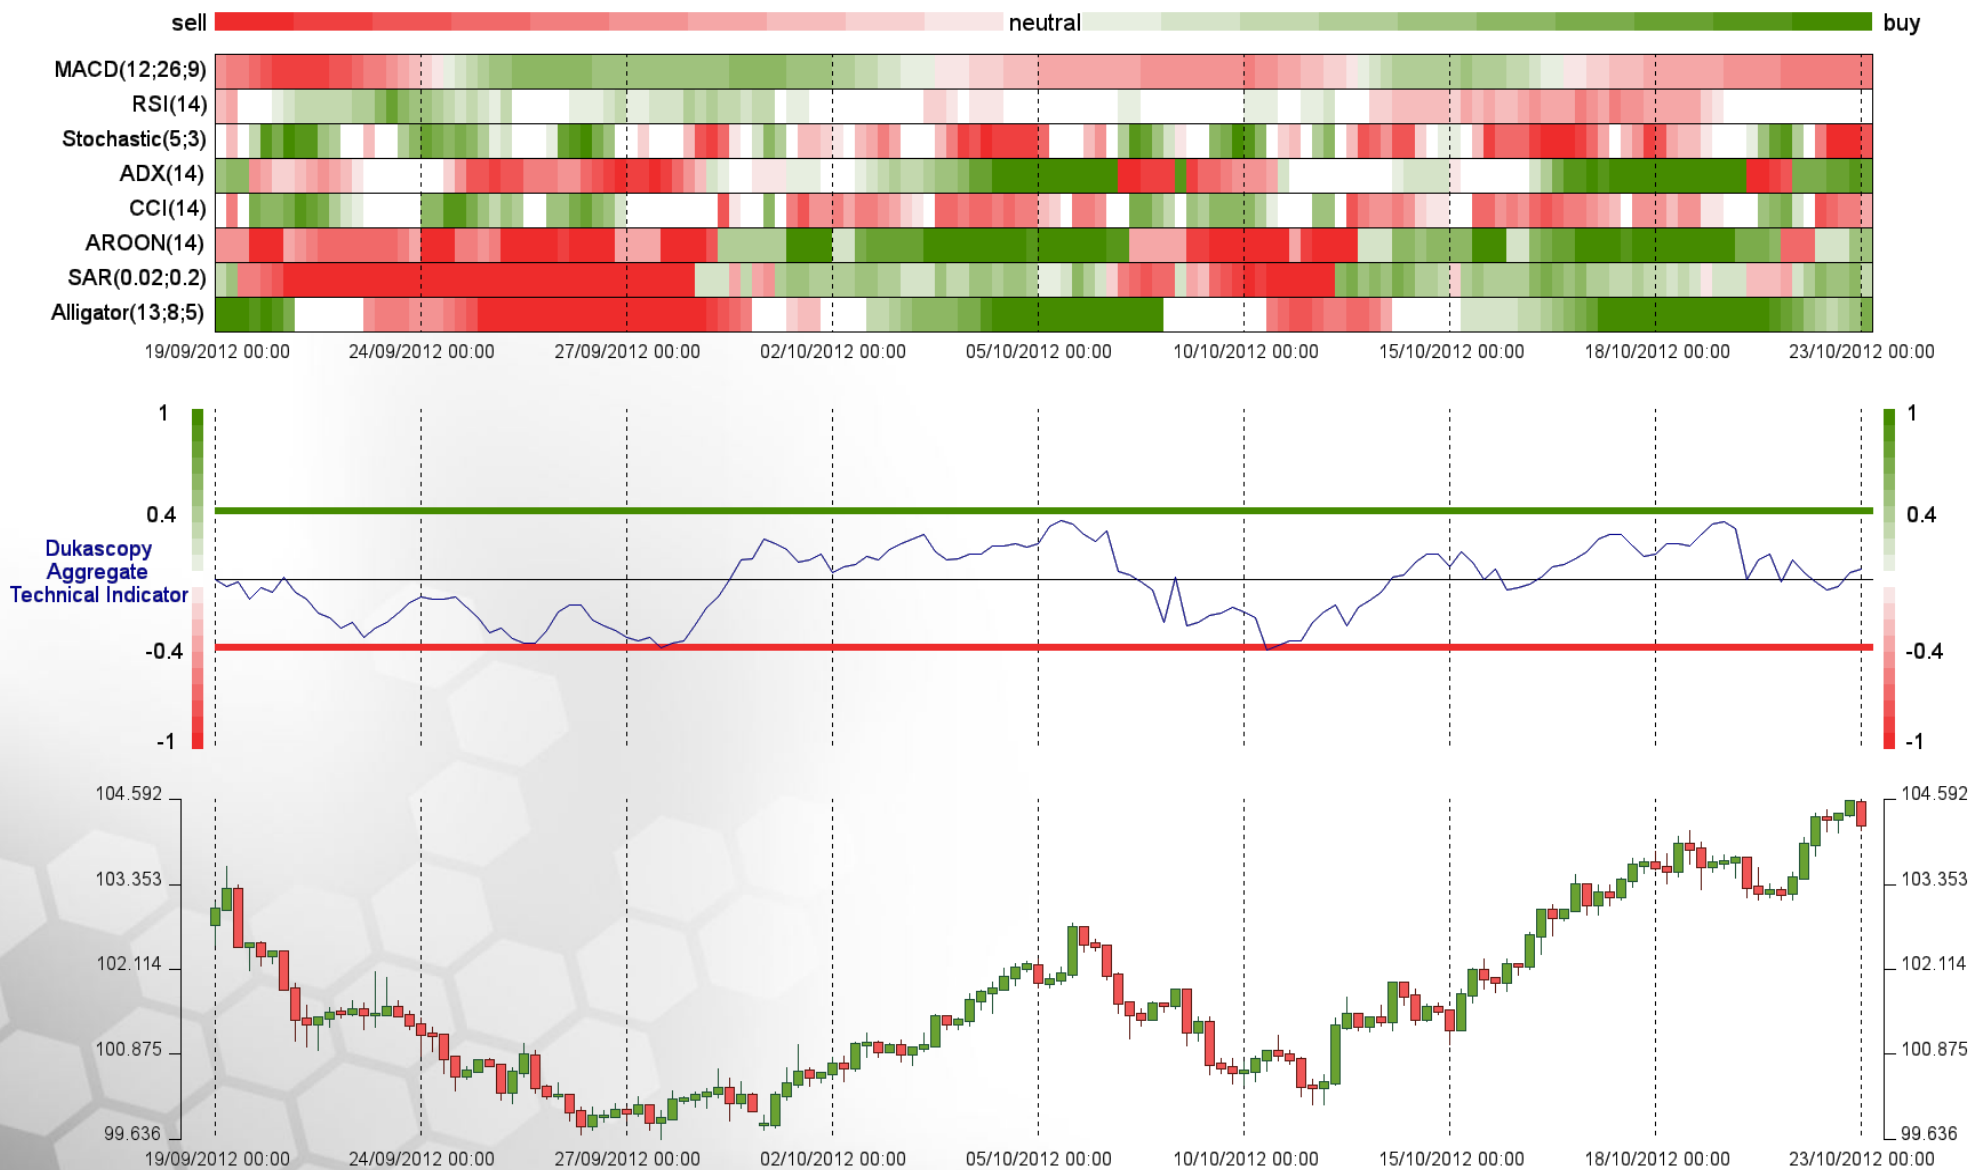 sell neutral buy
MACD(12;26;9)
RSI(14)
Stochastic(5;3)
ADX(14)
CCI(14)
AROON(14)
SAR(0.02;0.2)
Alligator(13;8;5)
19/09/2012 00:00 24/09/2012 00:00 27/09/2012 00:00 02/10/2012 00:00 05/10/2012 00:00 10/10/2012 00:00 15/10/2012 00:00 18/10/2012 00:00 23/10/2012 00:00
1 1
0.4 0.4
Dukascopy
Aggregate
Technical Indicator
-0.4 -0.4
-1 -1
104.592 104.592
103.353 103.353
102.114 102.114
100.875 100.875
99.636 99.636
19/09/2012 00:00 24/09/2012 00:00 27/09/2012 00:00 02/10/2012 00:00 05/10/2012 00:00 10/10/2012 00:00 15/10/2012 00:00 18/10/2012 00:00 23/10/2012 00:00